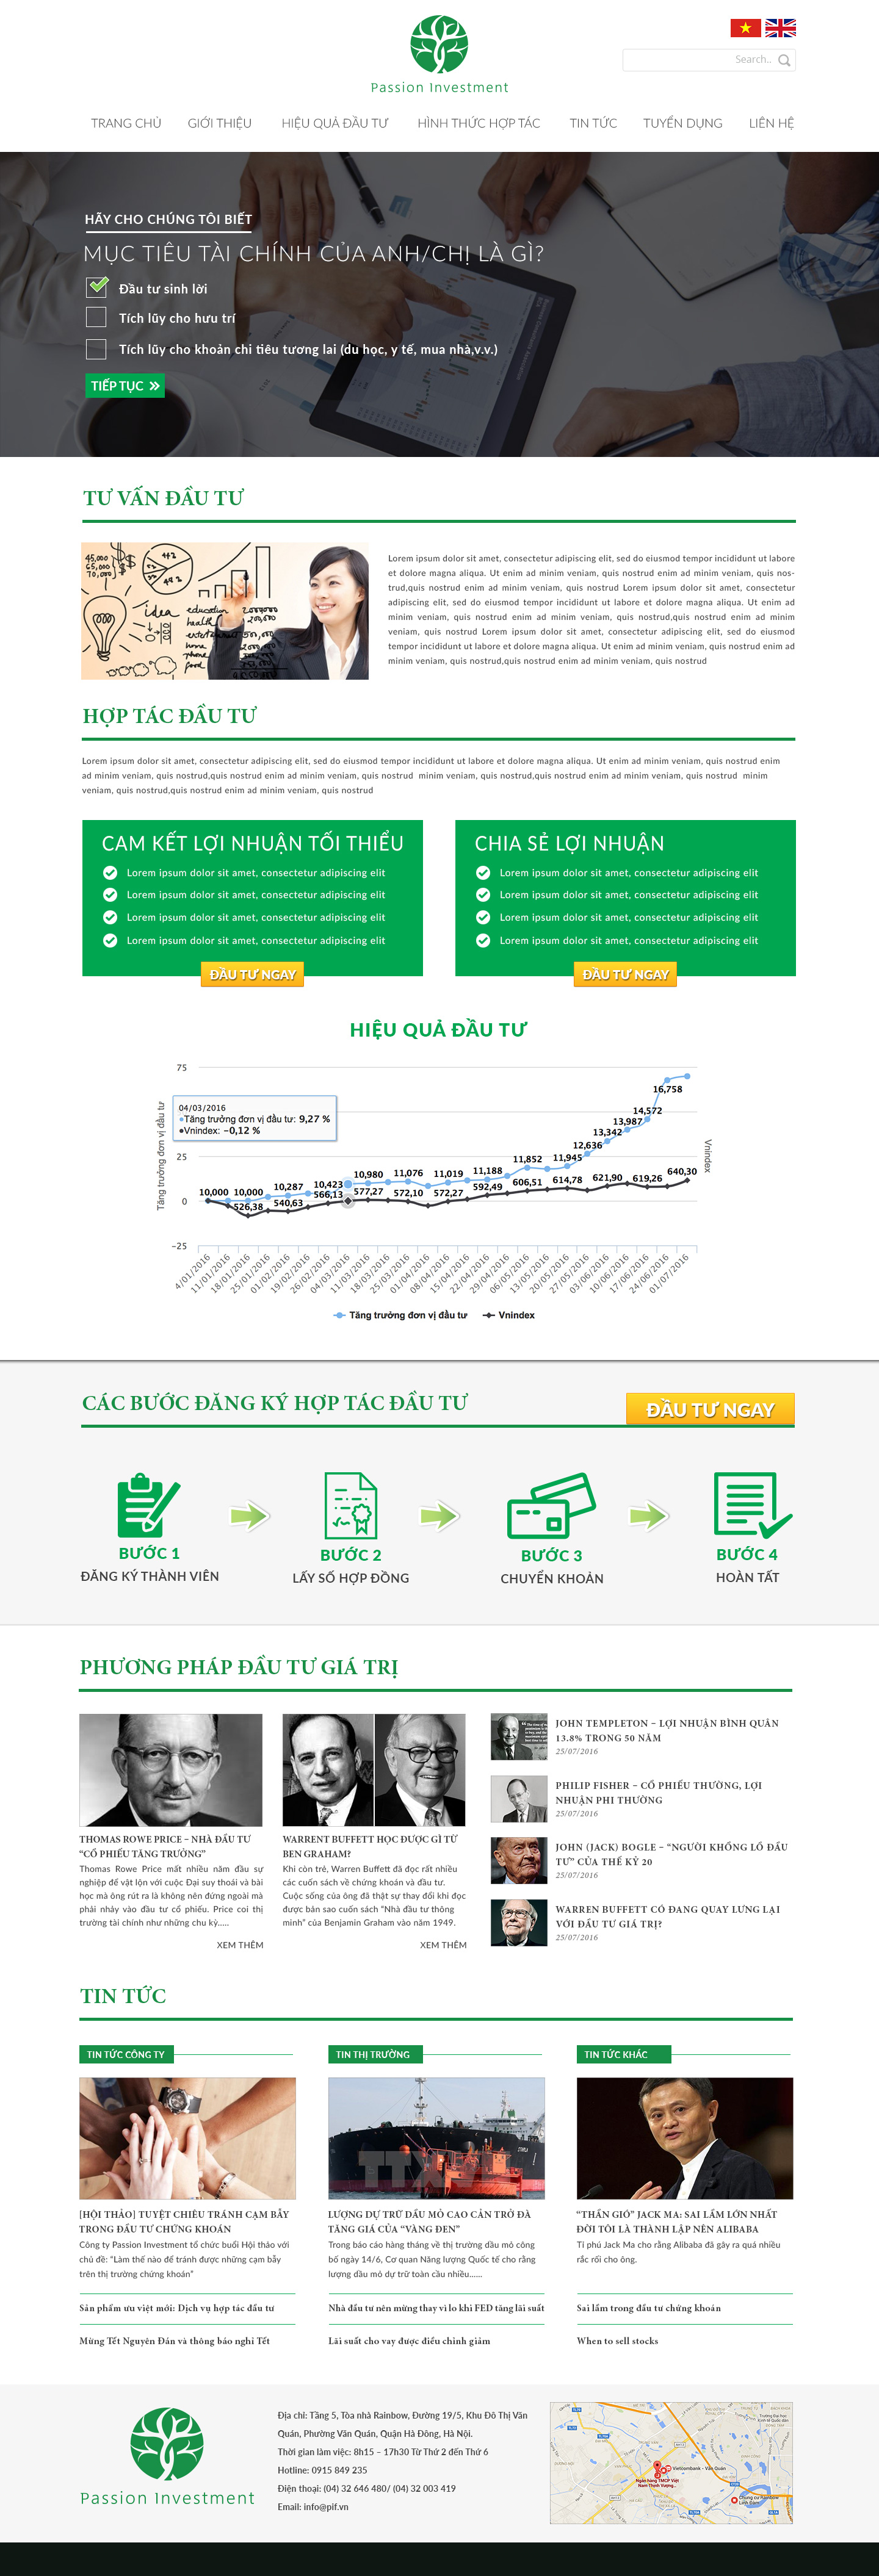 Passion Investment
Search..
TRANG CHỦ GIỚI THIỆU HIỆU QUẢ ĐẦU TƯ HÌNH THỨC HỢP TÁC TIN TỨC TUYỂN DỤNG LIÊN HỆ
HÃY CHO CHÚNG TÔI BIẾT
MỤC TIÊU TÀI CHÍNH CỦA ANH/CHỊ LÀ GÌ?
Đầu tư sinh lời
Tích lũy cho hưu trí
Tích lũy cho khoản chi tiêu tương lai (du học, y tế, mua nhà,v.v.)
TIẾP TỤC »
TƯ VẤN ĐẦU TƯ
45,000
65,000
70,000
idea
education
health
home
phone
food
Lorem ipsum dolor sit amet, consectetur adipiscing elit, sed do eiusmod tempor incididunt ut labore
et dolore magna aliqua. Ut enim ad minim veniam, quis nostrud enim ad minim veniam, quis nos-
trud,quis nostrud enim ad minim veniam, quis nostrud Lorem ipsum dolor sit amet, consectetur
adipiscing elit, sed do eiusmod tempor incididunt ut labore et dolore magna aliqua. Ut enim ad
minim veniam, quis nostrud enim ad minim veniam, quis nostrud,quis nostrud enim ad minim
veniam, quis nostrud Lorem ipsum dolor sit amet, consectetur adipiscing elit, sed do eiusmod
tempor incididunt ut labore et dolore magna aliqua. Ut enim ad minim veniam, quis nostrud enim ad
minim veniam, quis nostrud,quis nostrud enim ad minim veniam, quis nostrud
HỢP TÁC ĐẦU TƯ
Lorem ipsum dolor sit amet, consectetur adipiscing elit, sed do eiusmod tempor incididunt ut labore et dolore magna aliqua. Ut enim ad minim veniam, quis nostrud enim
ad minim veniam, quis nostrud,quis nostrud enim ad minim veniam, quis nostrud minim veniam, quis nostrud,quis nostrud enim ad minim veniam, quis nostrud minim
veniam, quis nostrud,quis nostrud enim ad minim veniam, quis nostrud
CAM KẾT LỢI NHUẬN TỐI THIỂU
Lorem ipsum dolor sit amet, consectetur adipiscing elit
Lorem ipsum dolor sit amet, consectetur adipiscing elit
Lorem ipsum dolor sit amet, consectetur adipiscing elit
Lorem ipsum dolor sit amet, consectetur adipiscing elit
ĐẦU TƯ NGAY
CHIA SẺ LỢI NHUẬN
Lorem ipsum dolor sit amet, consectetur adipiscing elit
Lorem ipsum dolor sit amet, consectetur adipiscing elit
Lorem ipsum dolor sit amet, consectetur adipiscing elit
Lorem ipsum dolor sit amet, consectetur adipiscing elit
ĐẦU TƯ NGAY
HIỆU QUẢ ĐẦU TƯ
75
25
0
−25
Tăng trưởng đơn vị đầu tư
Vnindex
04/03/2016
Tăng trưởng đơn vị đầu tư: 9,27 %
Vnindex: −0,12 %
10,000 10,000 10,287 10,423 10,980 11,076 11,019 11,188 11,852 11,945 12,636 13,342 13,987 14,572 16,758
526,38 540,63 566,13 577,27 572,10 572,27 592,49 606,51 614,78 621,90 619,26 640,30
4/01/2016 11/01/2016 18/01/2016 25/01/2016 01/02/2016 19/02/2016 26/02/2016 04/03/2016 11/03/2016 18/03/2016 25/03/2016 01/04/2016 08/04/2016 15/04/2016 22/04/2016 29/04/2016 06/05/2016 13/05/2016 20/05/2016 27/05/2016 03/06/2016 10/06/2016 17/06/2016 24/06/2016 01/07/2016
Tăng trưởng đơn vị đầu tư Vnindex
CÁC BƯỚC ĐĂNG KÝ HỢP TÁC ĐẦU TƯ
ĐẦU TƯ NGAY
BƯỚC 1
ĐĂNG KÝ THÀNH VIÊN
BƯỚC 2
LẤY SỐ HỢP ĐỒNG
BƯỚC 3
CHUYỂN KHOẢN
BƯỚC 4
HOÀN TẤT
PHƯƠNG PHÁP ĐẦU TƯ GIÁ TRỊ
THOMAS ROWE PRICE – NHÀ ĐẦU TƯ
“CỔ PHIẾU TĂNG TRƯỞNG”
Thomas Rowe Price mất nhiều năm đầu sự
nghiệp để vật lộn với cuộc Đại suy thoái và bài
học mà ông rút ra là không nên đứng ngoài mà
phải nhảy vào đầu tư cổ phiếu. Price coi thị
trường tài chính như những chu kỳ.....
XEM THÊM
WARRENT BUFFETT HỌC ĐƯỢC GÌ TỪ
BEN GRAHAM?
Khi còn trẻ, Warren Buffett đã đọc rất nhiều
các cuốn sách về chứng khoán và đầu tư.
Cuộc sống của ông đã thật sự thay đổi khi đọc
được bản sao cuốn sách “Nhà đầu tư thông
minh” của Benjamin Graham vào năm 1949.
XEM THÊM
JOHN TEMPLETON – LỢI NHUẬN BÌNH QUÂN
13.8% TRONG 50 NĂM
25/07/2016
PHILIP FISHER – CỔ PHIẾU THƯỜNG, LỢI
NHUẬN PHI THƯỜNG
25/07/2016
JOHN (JACK) BOGLE – “NGƯỜI KHỔNG LỒ ĐẦU
TƯ” CỦA THẾ KỶ 20
25/07/2016
WARREN BUFFETT CÓ ĐANG QUAY LƯNG LẠI
VỚI ĐẦU TƯ GIÁ TRỊ?
25/07/2016
TIN TỨC
TIN TỨC CÔNG TY
[HỘI THẢO] TUYỆT CHIÊU TRÁNH CẠM BẪY
TRONG ĐẦU TƯ CHỨNG KHOÁN
Công ty Passion Investment tổ chức buổi Hội thảo với
chủ đề: “Làm thế nào để tránh được những cạm bẫy
trên thị trường chứng khoán”
Sản phẩm ưu việt mới: Dịch vụ hợp tác đầu tư
Mừng Tết Nguyên Đán và thông báo nghỉ Tết
TIN THỊ TRƯỜNG
LƯỢNG DỰ TRỮ DẦU MỎ CAO CẢN TRỞ ĐÀ
TĂNG GIÁ CỦA “VÀNG ĐEN”
Trong báo cáo hàng tháng về thị trường dầu mỏ công
bố ngày 14/6, Cơ quan Năng lượng Quốc tế cho rằng
lượng dầu mỏ dự trữ toàn cầu nhiều......
Nhà đầu tư nên mừng thay vì lo khi FED tăng lãi suất
Lãi suất cho vay được điều chỉnh giảm
TIN TỨC KHÁC
“THẦN GIÓ” JACK MA: SAI LẦM LỚN NHẤT
ĐỜI TÔI LÀ THÀNH LẬP NÊN ALIBABA
Tỉ phú Jack Ma cho rằng Alibaba đã gây ra quá nhiều
rắc rối cho ông.
Sai lầm trong đầu tư chứng khoán
When to sell stocks
Passion Investment
Địa chỉ: Tầng 5, Tòa nhà Rainbow, Đường 19/5, Khu Đô Thị Văn
Quán, Phường Văn Quán, Quận Hà Đông, Hà Nội.
Thời gian làm việc: 8h15 – 17h30 Từ Thứ 2 đến Thứ 6
Hotline: 0915 849 235
Điện thoại: (04) 32 646 480/ (04) 32 003 419
Email: info@pif.vn
Vietcombank - Văn Quán
Ngân hàng TMCP Việt
Nam Thịnh Vượng